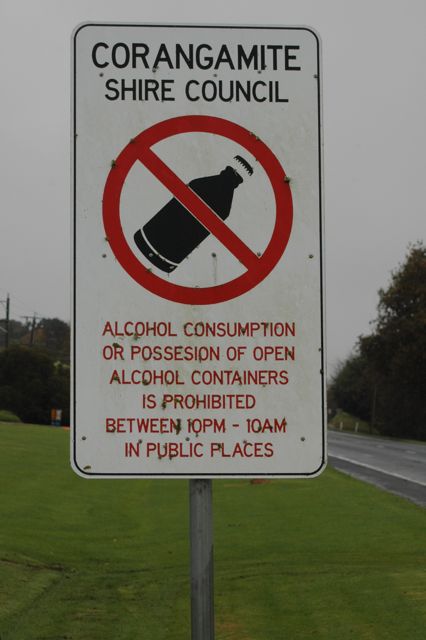 CORANGAMITE
SHIRE COUNCIL
ALCOHOL CONSUMPTION
OR POSSESION OF OPEN
ALCOHOL CONTAINERS
IS PROHIBITED
BETWEEN 10PM - 10AM
IN PUBLIC PLACES